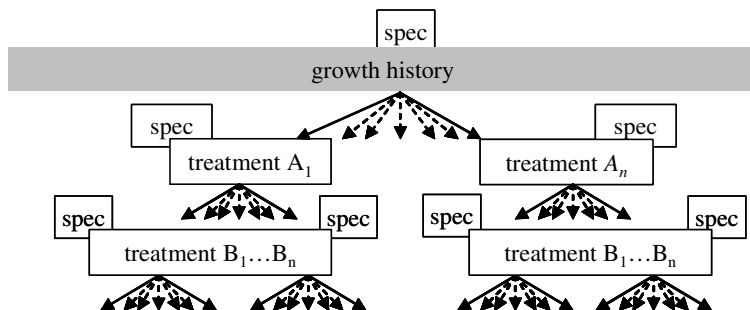 spec
growth history
spec
spec
treatment A₁
treatment Aₙ
spec
spec
spec
spec
treatment B₁…Bₙ
treatment B₁…Bₙ